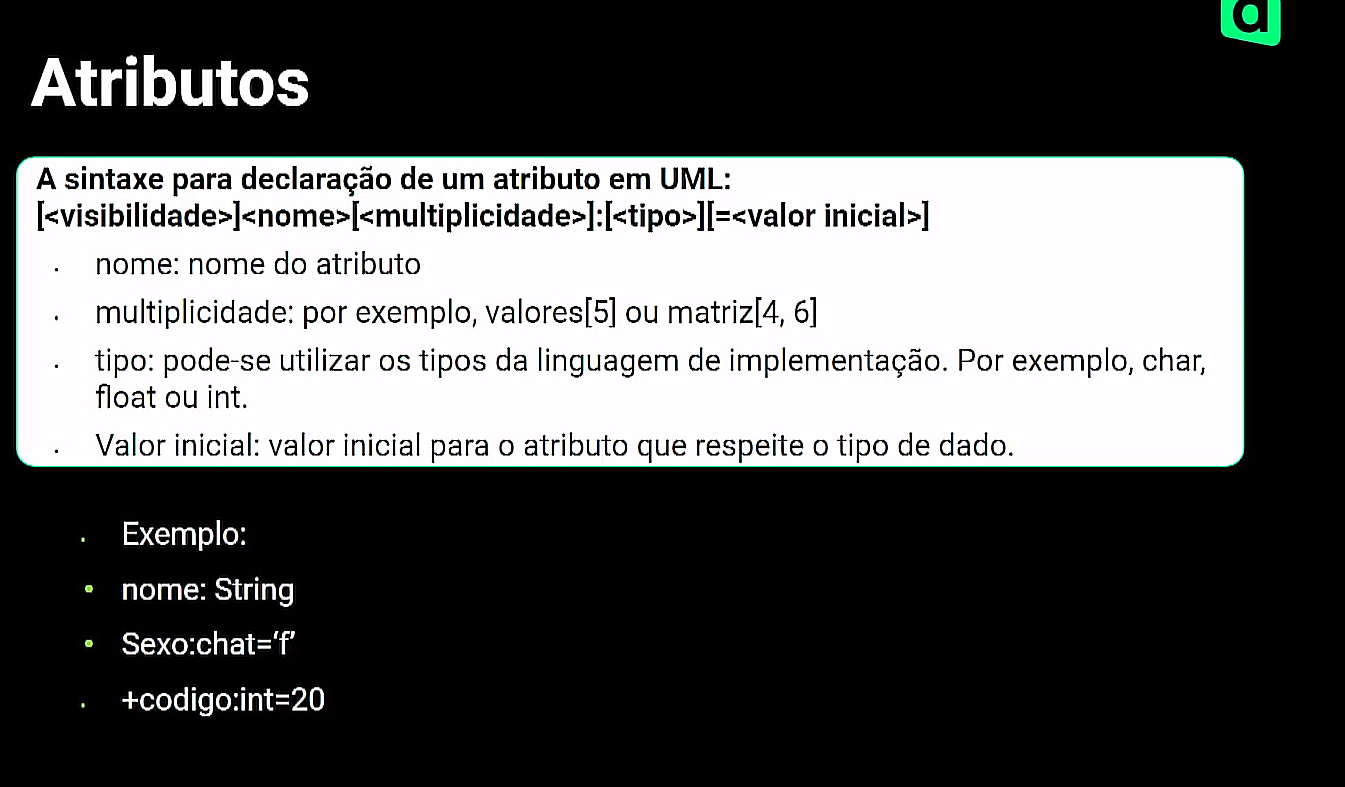 a
Atributos
A sintaxe para declaração de um atributo em UML:
[<visibilidade>]<nome>[<multiplicidade>]:[<tipo>][=<valor inicial>]
. nome: nome do atributo
. multiplicidade: por exemplo, valores[5] ou matriz[4, 6]
. tipo: pode-se utilizar os tipos da linguagem de implementação. Por exemplo, char,
float ou int.
. Valor inicial: valor inicial para o atributo que respeite o tipo de dado.
. Exemplo:
• nome: String
• Sexo:chat=‘f’
. +codigo:int=20